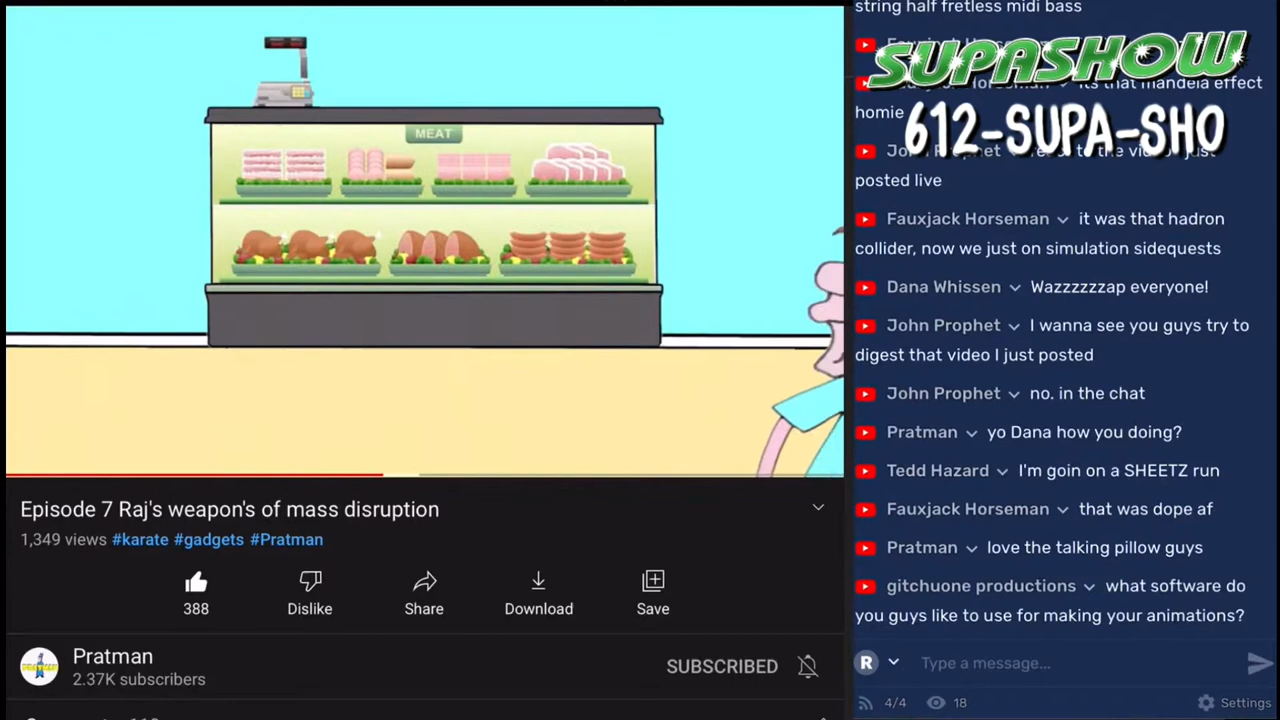 MEAT
Episode 7 Raj's weapon's of mass disruption
1,349 views #karate #gadgets #Pratman
388
Dislike
Share
Download
Save
Pratman
2.37K subscribers
SUBSCRIBED
string half fretless midi bass
SUPASHOW
612-SUPA-SHO
its that mandela effect
homie
John Prophet
posted live
Fauxjack Horseman it was that hadron
collider, now we just on simulation sidequests
Dana Whissen Wazzzzzzap everyone!
John Prophet I wanna see you guys try to
digest that video I just posted
John Prophet no. in the chat
Pratman yo Dana how you doing?
Tedd Hazard I'm goin on a SHEETZ run
Fauxjack Horseman that was dope af
Pratman love the talking pillow guys
gitchuone productions what software do
you guys like to use for making your animations?
R Type a message...
4/4 18 Settings